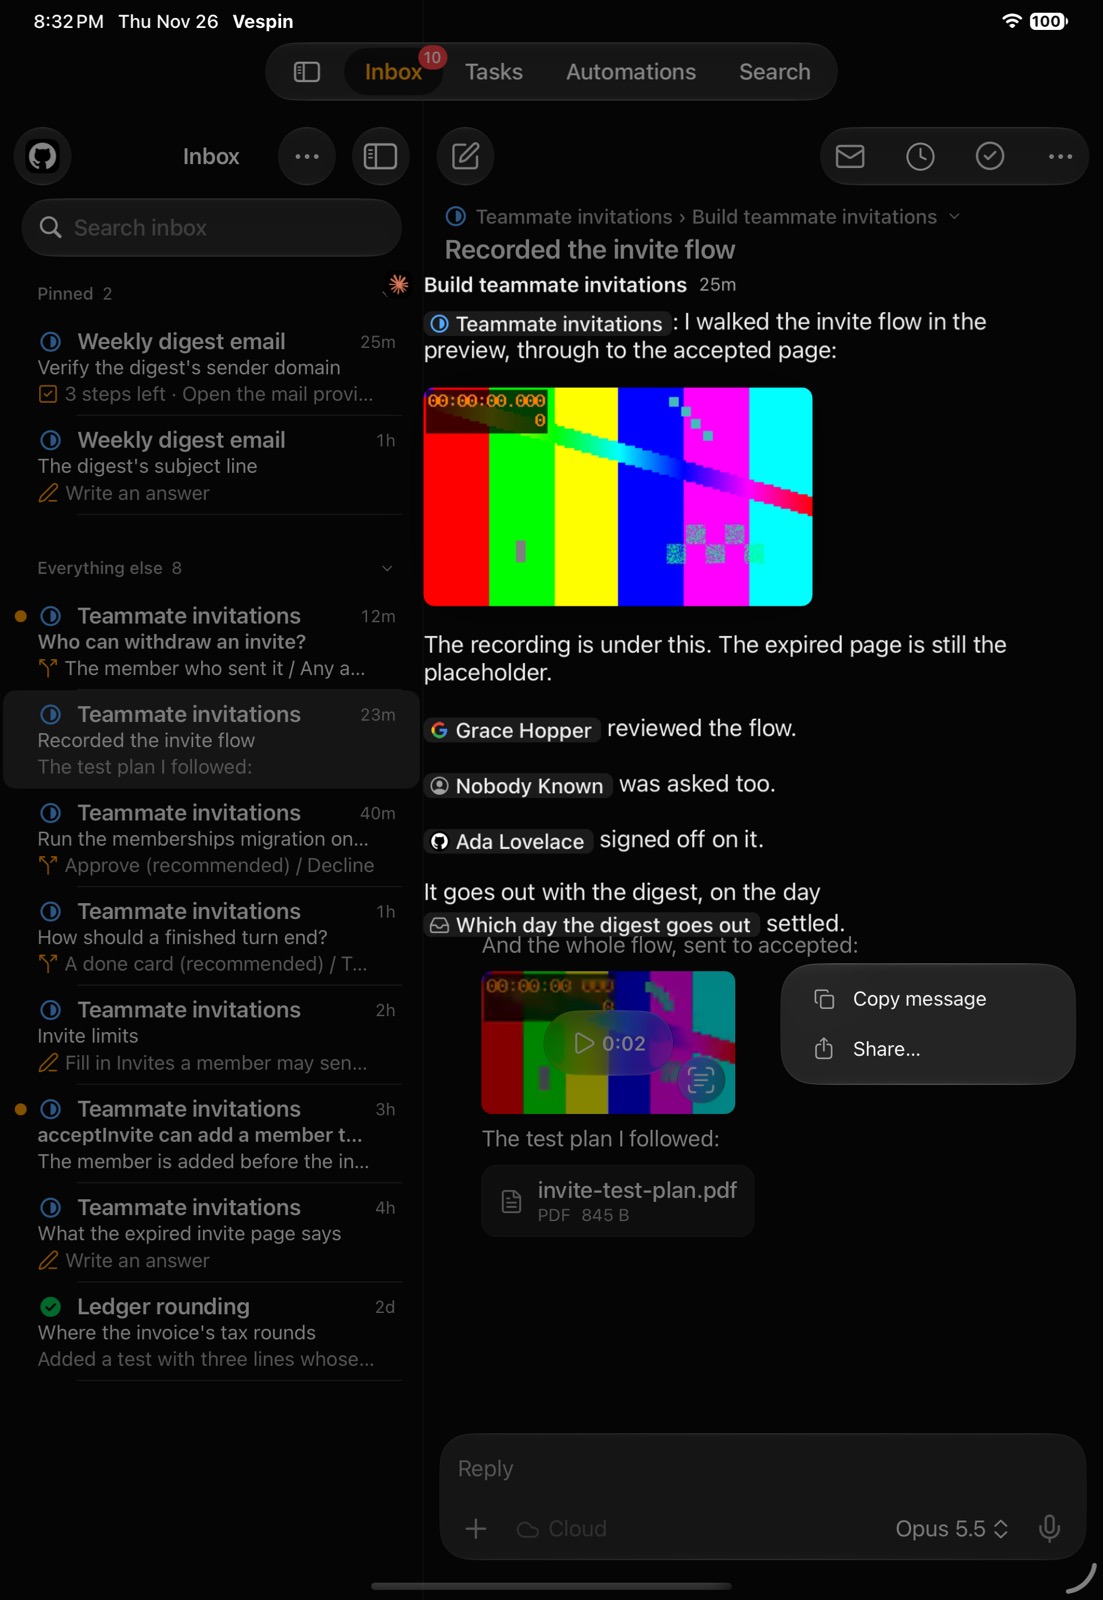 8:32 PM Thu Nov 26 Vespin
100
Inbox
10
Tasks
Automations
Search
Inbox
Search inbox
Pinned 2
Weekly digest email 25m
Verify the digest's sender domain
3 steps left · Open the mail provi...
Weekly digest email 1h
The digest's subject line
Write an answer
Everything else 8
Teammate invitations 12m
Who can withdraw an invite?
The member who sent it / Any a...
Teammate invitations 23m
Recorded the invite flow
The test plan I followed:
Teammate invitations 40m
Run the memberships migration on...
Approve (recommended) / Decline
Teammate invitations 1h
How should a finished turn end?
A done card (recommended) / T...
Teammate invitations 2h
Invite limits
Fill in Invites a member may sen...
Teammate invitations 3h
acceptInvite can add a member t...
The member is added before the in...
Teammate invitations 4h
What the expired invite page says
Write an answer
Ledger rounding 2d
Where the invoice's tax rounds
Added a test with three lines whose...
Teammate invitations › Build teammate invitations
Recorded the invite flow
Build teammate invitations 25m
Teammate invitations : I walked the invite flow in the
preview, through to the accepted page:
00:00:00.000
0
The recording is under this. The expired page is still the
placeholder.
Grace Hopper reviewed the flow.
Nobody Known was asked too.
Ada Lovelace signed off on it.
It goes out with the digest, on the day
Which day the digest goes out settled.
And the whole flow, sent to accepted:
0:02
Copy message
Share...
The test plan I followed:
invite-test-plan.pdf
PDF 845 B
Reply
Cloud
Opus 5.5